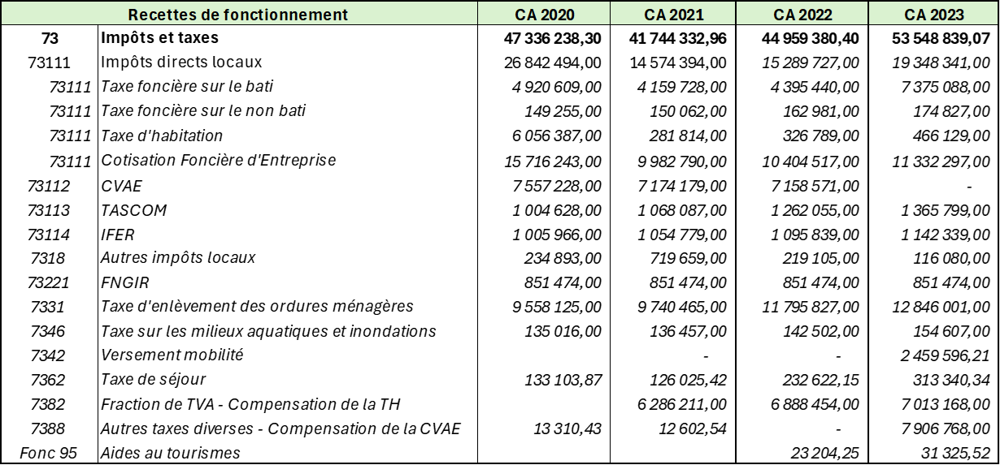 Recettes de fonctionnement CA 2020 CA 2021 CA 2022 CA 2023
73 Impôts et taxes 47 336 238,30 41 744 332,96 44 959 380,40 53 548 839,07
73111 Impôts directs locaux 26 842 494,00 14 574 394,00 15 289 727,00 19 348 341,00
73111 Taxe foncière sur le bati 4 920 609,00 4 159 728,00 4 395 440,00 7 375 088,00
73111 Taxe foncière sur le non bati 149 255,00 150 062,00 162 981,00 174 827,00
73111 Taxe d'habitation 6 056 387,00 281 814,00 326 789,00 466 129,00
73111 Cotisation Foncière d'Entreprise 15 716 243,00 9 982 790,00 10 404 517,00 11 332 297,00
73112 CVAE 7 557 228,00 7 174 179,00 7 158 571,00 -
73113 TASCOM 1 004 628,00 1 068 087,00 1 262 055,00 1 365 799,00
73114 IFER 1 005 966,00 1 054 779,00 1 095 839,00 1 142 339,00
7318 Autres impôts locaux 234 893,00 719 659,00 219 105,00 116 080,00
73221 FNGIR 851 474,00 851 474,00 851 474,00 851 474,00
7331 Taxe d'enlèvement des ordures ménagères 9 558 125,00 9 740 465,00 11 795 827,00 12 846 001,00
7346 Taxe sur les milieux aquatiques et inondations 135 016,00 136 457,00 142 502,00 154 607,00
7342 Versement mobilité - - 2 459 596,21
7362 Taxe de séjour 133 103,87 126 025,42 232 622,15 313 340,34
7382 Fraction de TVA - Compensation de la TH 6 286 211,00 6 888 454,00 7 013 168,00
7388 Autres taxes diverses - Compensation de la CVAE 13 310,43 12 602,54 - 7 906 768,00
Fonc 95 Aides au tourismes 23 204,25 31 325,52